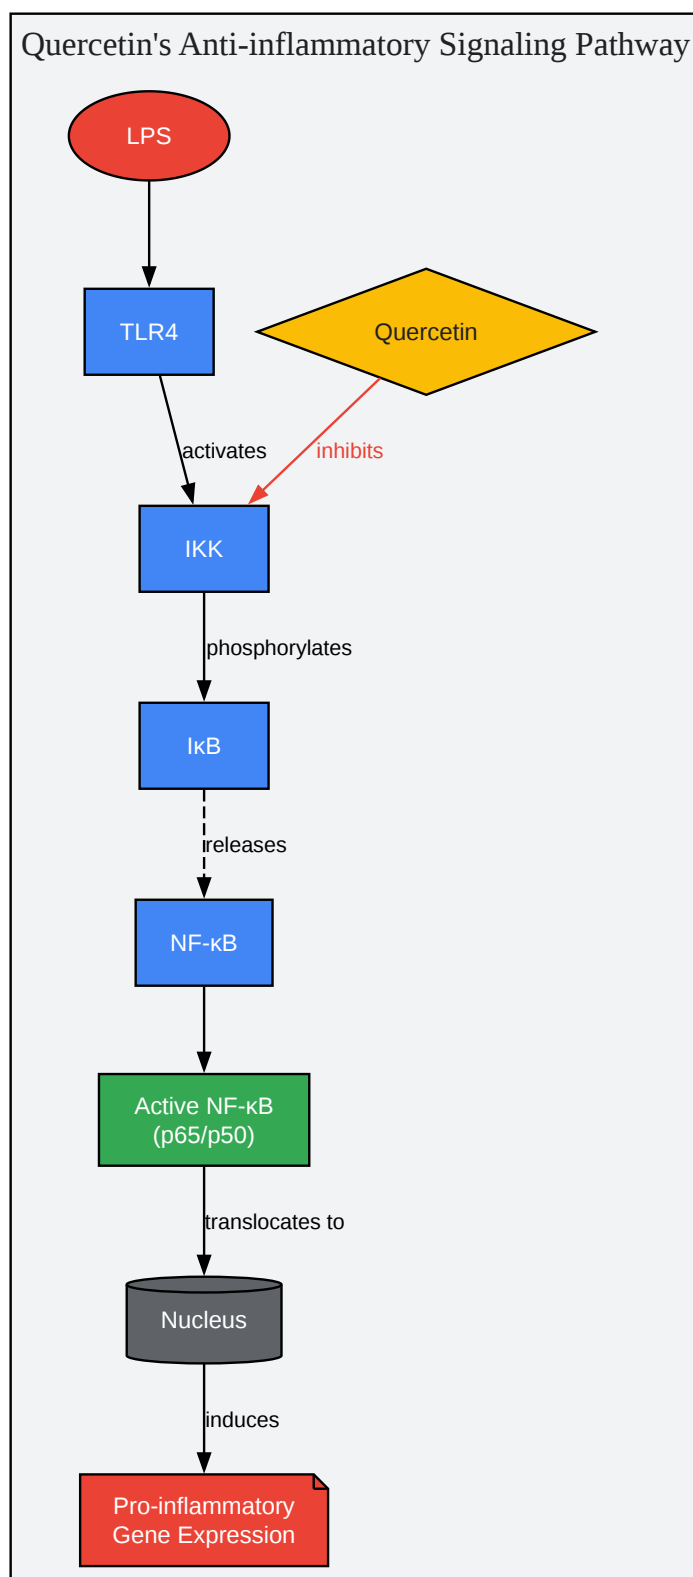 Quercetin's Anti-inflammatory Signaling Pathway
LPS
TLR4
Quercetin
activates
inhibits
IKK
phosphorylates
IκB
releases
NF-κB
Active NF-κB
(p65/p50)
translocates to
Nucleus
induces
Pro-inflammatory
Gene Expression